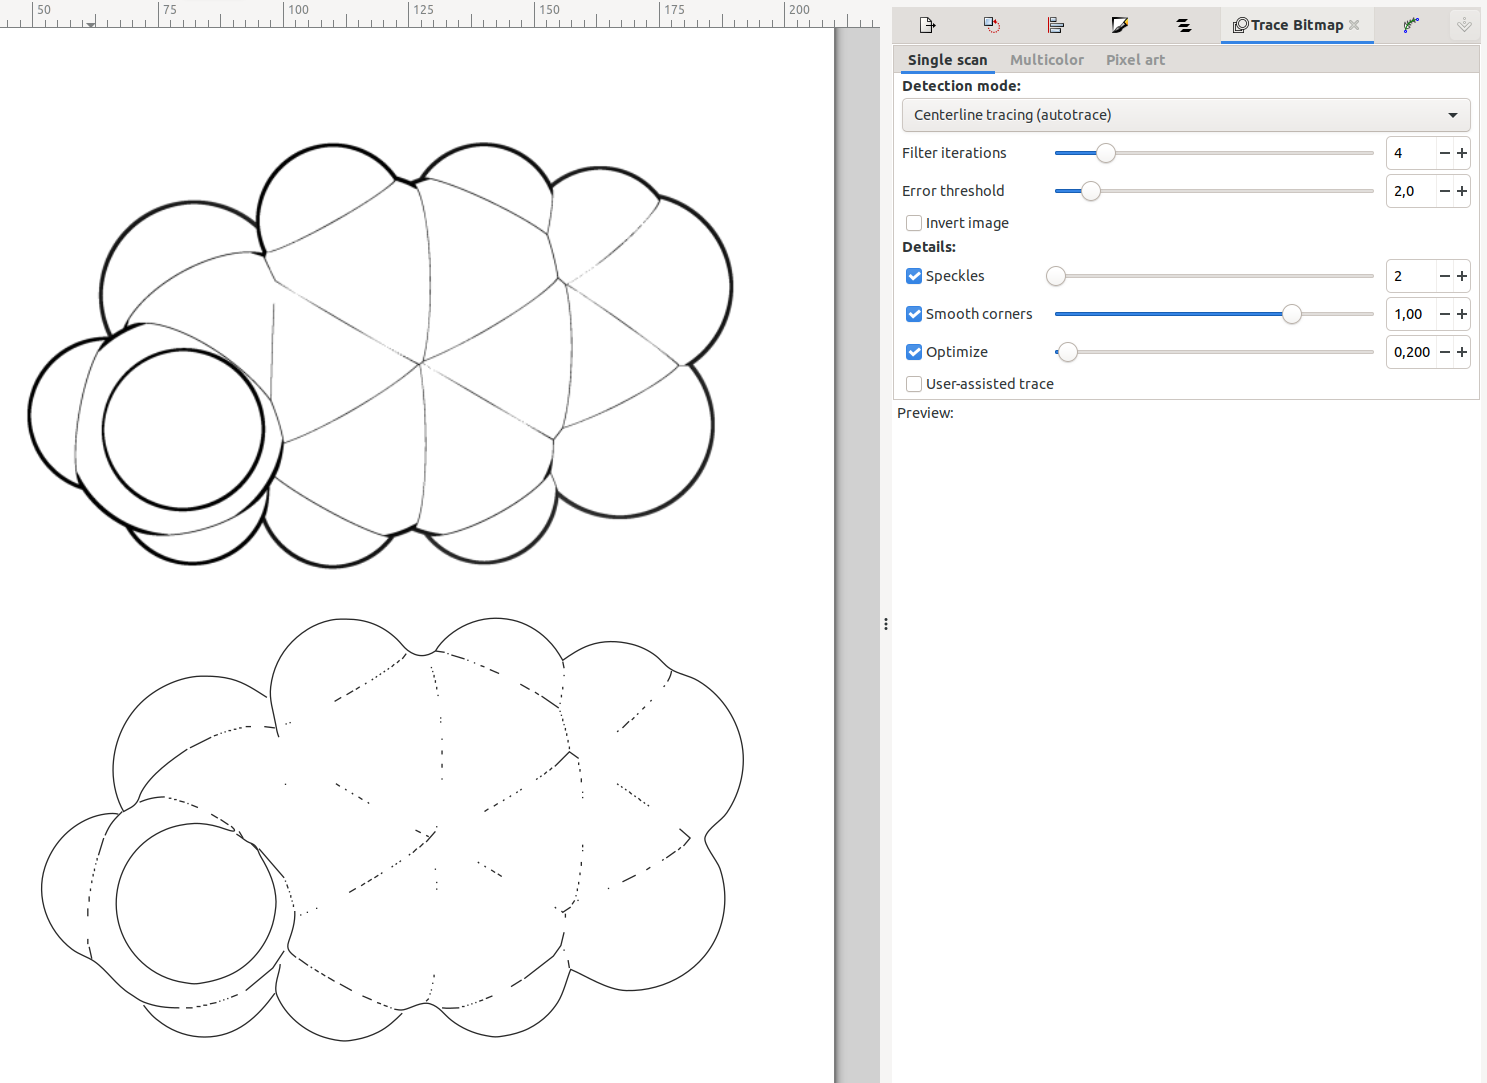 50 75 100 125 150 175 200
Trace Bitmap
Single scan Multicolor Pixel art
Detection mode:
Centerline tracing (autotrace)
Filter iterations 4
Error threshold 2,0
Invert image
Details:
Speckles 2
Smooth corners 1,00
Optimize 0,200
User-assisted trace
Preview: